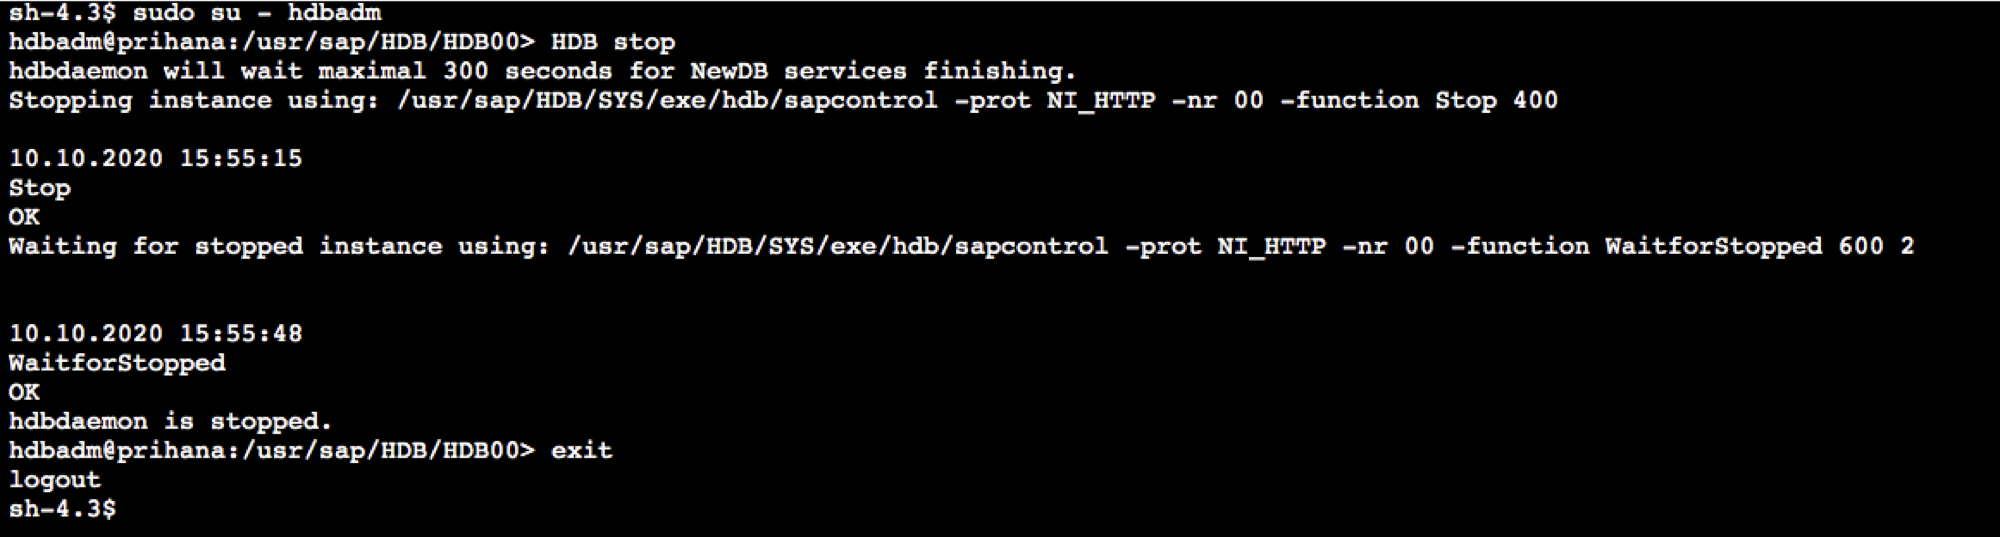 sh-4.3$ sudo su - hdbadm
hdbadm@prihana:/usr/sap/HDB/HDB00> HDB stop
hdbdaemon will wait maximal 300 seconds for NewDB services finishing.
Stopping instance using: /usr/sap/HDB/SYS/exe/hdb/sapcontrol -prot NI_HTTP -nr 00 -function Stop 400
10.10.2020 15:55:15
Stop
OK
Waiting for stopped instance using: /usr/sap/HDB/SYS/exe/hdb/sapcontrol -prot NI_HTTP -nr 00 -function WaitforStopped 600 2
10.10.2020 15:55:48
WaitforStopped
OK
hdbdaemon is stopped.
hdbadm@prihana:/usr/sap/HDB/HDB00> exit
logout
sh-4.3$